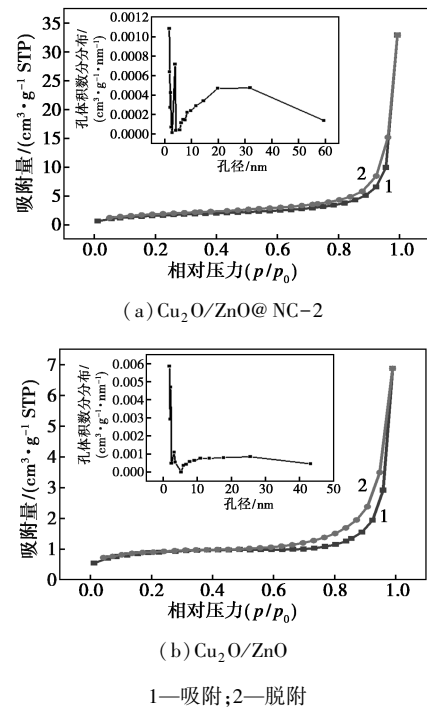 吸附量/(cm³·g⁻¹ STP)
35
30
25
20
15
10
5
0
孔体积数分分布/
(cm³·g⁻¹·nm⁻¹)
0.0012
0.0010
0.0008
0.0006
0.0004
0.0002
0.0000
0 10 20 30 40 50 60
孔径/nm
2
1
0.0 0.2 0.4 0.6 0.8 1.0
相对压力(p/p₀)
(a) Cu₂O/ZnO@NC-2
吸附量/(cm³·g⁻¹ STP)
7
6
5
4
3
2
1
0
孔体积数分分布/
(cm³·g⁻¹·nm⁻¹)
0.006
0.005
0.004
0.003
0.002
0.001
0.000
0 10 20 30 40 50
孔径/nm
2
1
0.0 0.2 0.4 0.6 0.8 1.0
相对压力(p/p₀)
(b) Cu₂O/ZnO
1—吸附;2—脱附